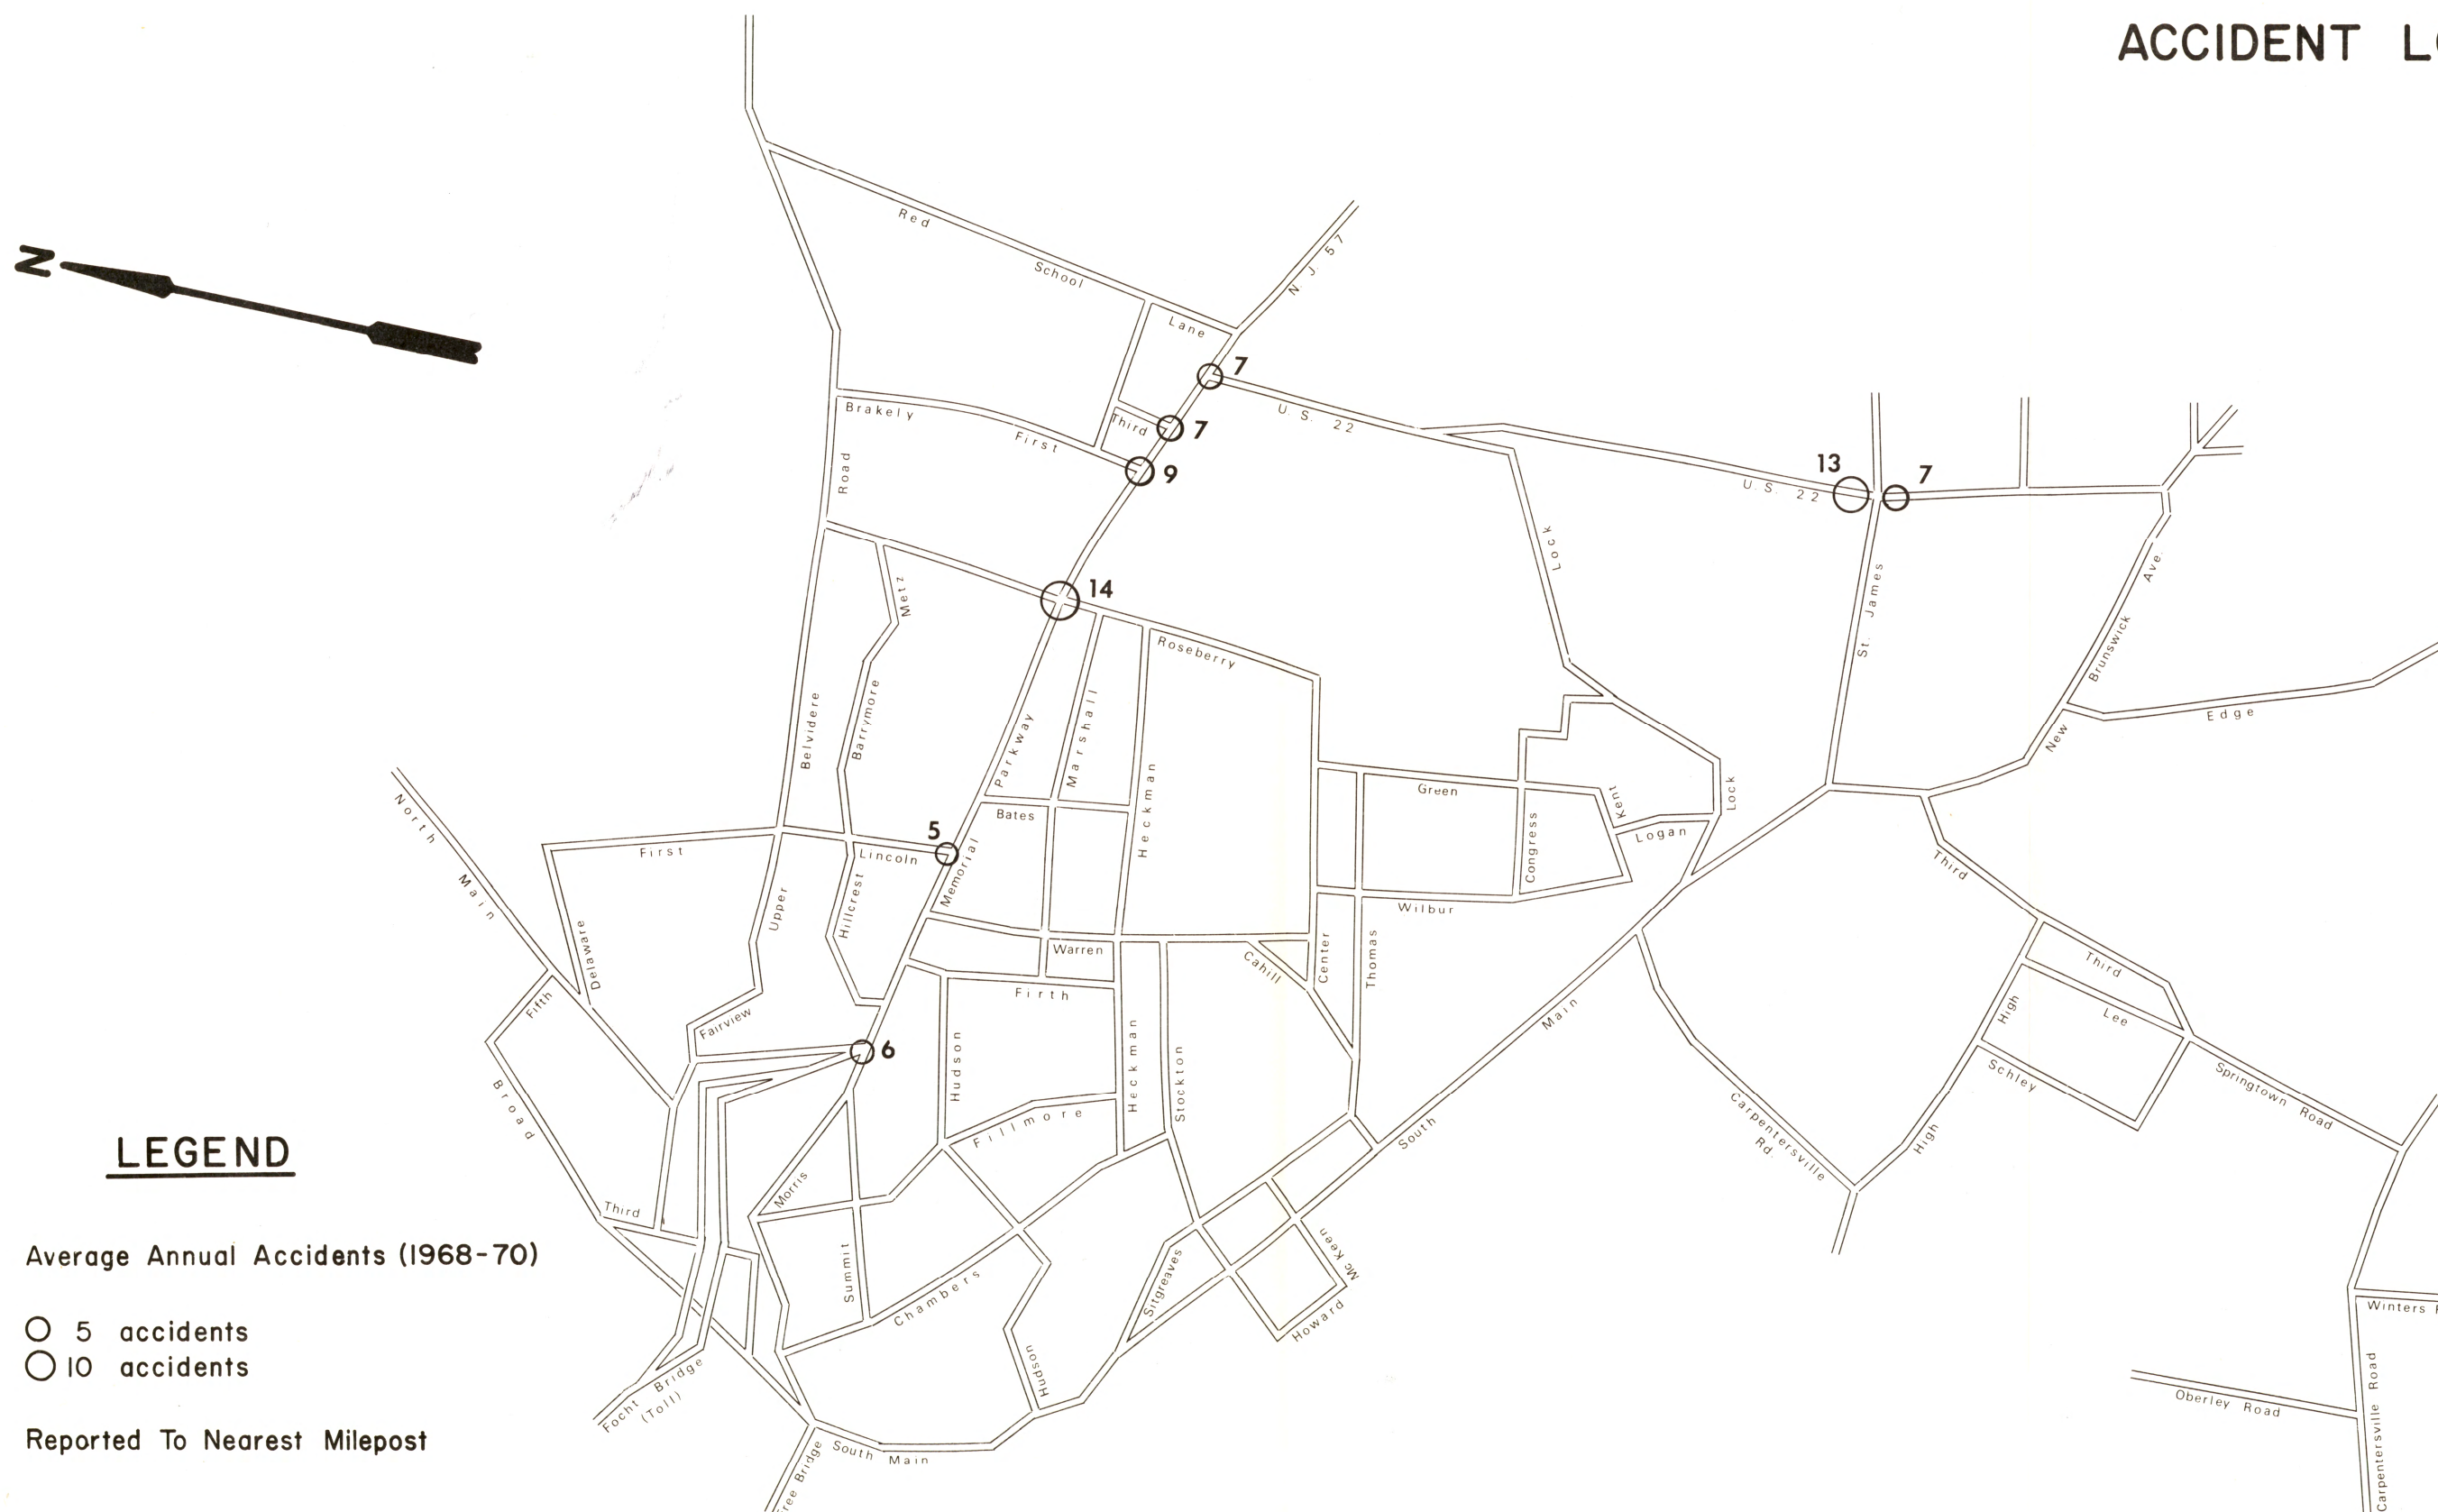 ACCIDENT
N
Red School Lane
N. J. 57
7
7
9
Third
U. S. 22
Brakely
First
Road
13
7
U. S. 22
14
Metz
Lock
St. James
Brunswick Ave.
Roseberry
Belvidere
Barrymore
Parkway
Marshall
Heckman
Edge
New
North Main
Bates
Green
Kent
Lock
5
First
Lincoln
Memorial
Congress
Logan
Third
Upper
Hillcrest
Wilbur
Delaware
Warren
Cahill
Center
Thomas
Third
Fifth
Firth
Main
High
Lee
Fairview
6
Hudson
Heckman
Stockton
Schley
Springtown Road
Broad
Fillmore
South
Carpentersville
Rd.
High
LEGEND
Morris
Third
Mc Keen
Average Annual Accidents (1968-70)
Summit
Chambers
Sitgreaves
Howard
Winters
5 accidents
10 accidents
Hudson
Focht Bridge
(Toll)
Oberley Road
Carpentersville Road
Reported To Nearest Milepost
South Main
Bridge